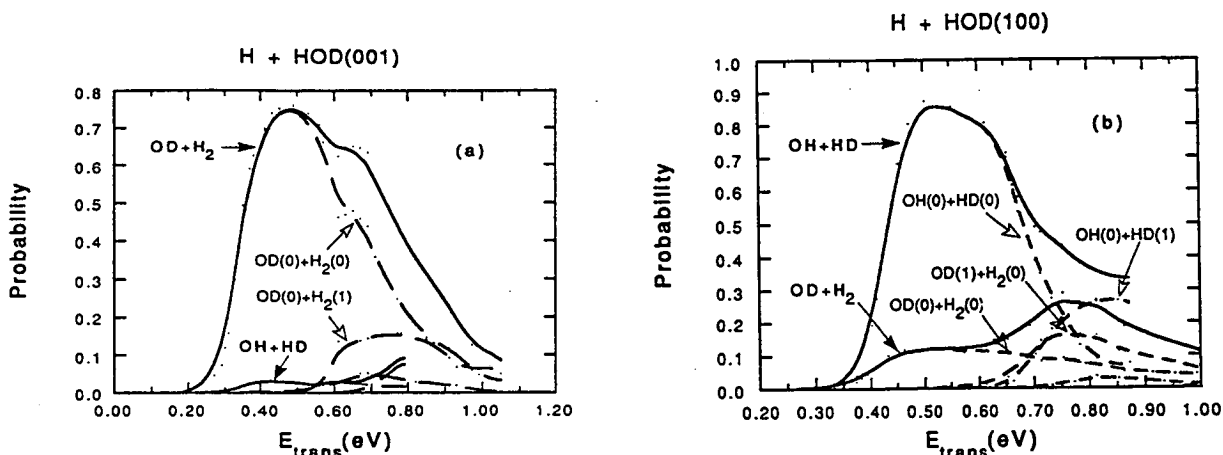 H + HOD(001)
Probability
0.8
0.7
0.6
0.5
0.4
0.3
0.2
0.1
0.0
0.00 0.20 0.40 0.60 0.80 1.00 1.20
E_trans(eV)
(a)
OD+H₂
OD(0)+H₂(0)
OD(0)+H₂(1)
OH+HD
H + HOD(100)
Probability
1.0
0.9
0.8
0.7
0.6
0.5
0.4
0.3
0.2
0.1
0.0
0.20 0.30 0.40 0.50 0.60 0.70 0.80 0.90 1.00
E_trans(eV)
(b)
OH+HD
OH(0)+HD(0)
OH(0)+HD(1)
OD(1)+H₂(0)
OD+H₂
OD(0)+H₂(0)